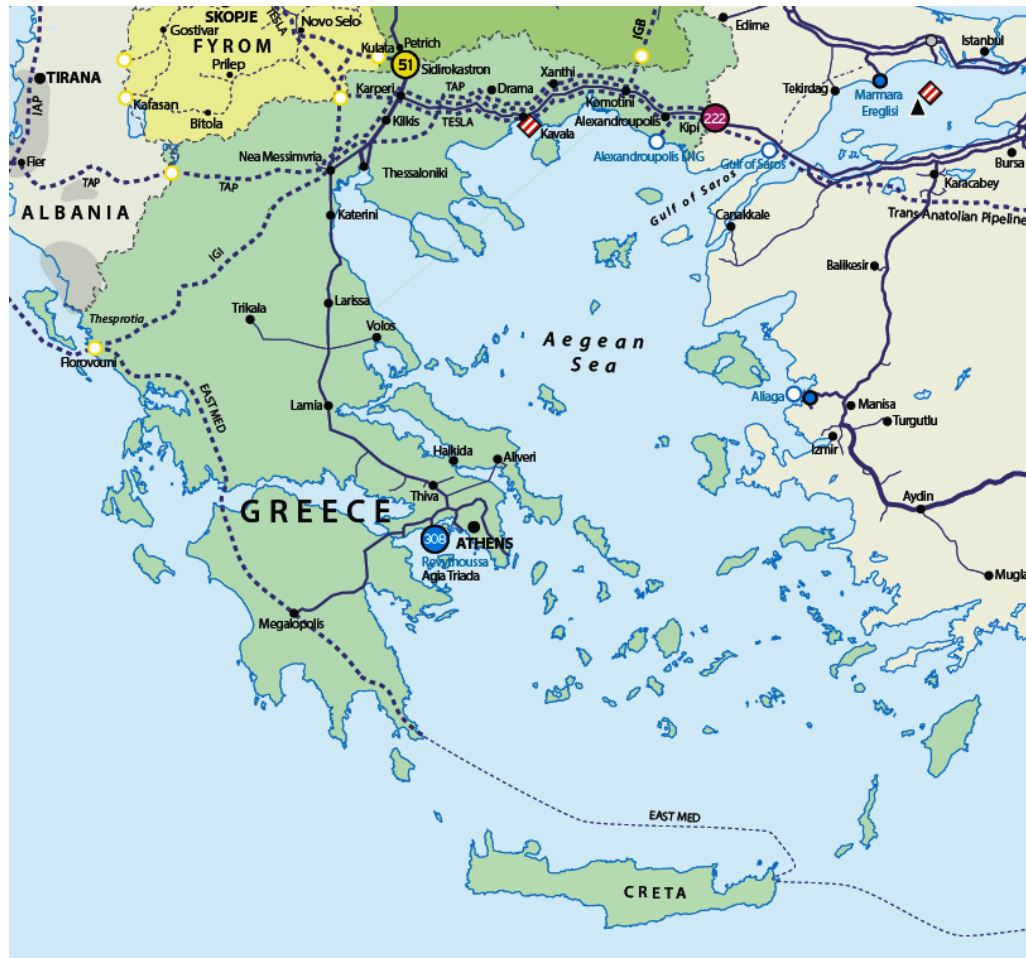 SKOPJE
TESLA
Novo Selo
Gostivar
FYROM
Prilep
Kulata
Petrich
51
Sidirokastron
IGB
Edirne
Istanbul
TIRANA
IAP
Kafasan
Bitola
Karperi
TAP
Drama
Xanthi
Komotini
Tekirdag
Marmara
Ereglisi
Kilkis
TESLA
Kavala
Alexandroupolis
Kipi
222
Fier
Nea Messimvria
Alexandroupolis LNG
Gulf of Saros
Bursa
TAP
TAP
Thessaloniki
Karacabey
ALBANIA
Katerini
Gulf of Saros
Canakkale
Trans Anatolian Pipeline
IGI
Balikesir
Thesprotia
Trikala
Larissa
Volos
Aegean
Sea
Florovouni
EAST MED
Lamia
Aliaga
Manisa
Turgutlu
Izmir
Halkida
Aliveri
Thiva
GREECE
Aydin
308
ATHENS
Revythoussa
Agia Triada
Mugla
Megalopolis
EAST MED
CRETA